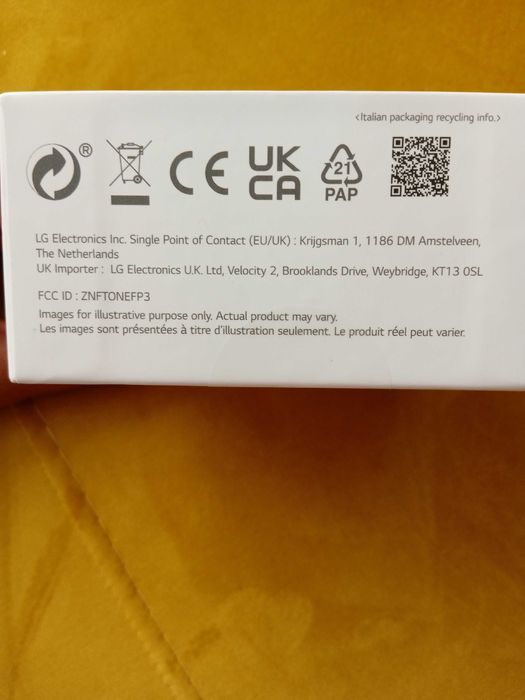 <Italian packaging recycling info.>
®
CE
UK
CA
21
PAP
LG Electronics Inc. Single Point of Contact (EU/UK) : Krijgsman 1, 1186 DM Amstelveen,
The Netherlands
UK Importer : LG Electronics U.K. Ltd, Velocity 2, Brooklands Drive, Weybridge, KT13 0SL
FCC ID : ZNFTONEFP3
Images for illustrative purpose only. Actual product may vary.
Les images sont présentées à titre d'illustration seulement. Le produit réel peut varier.